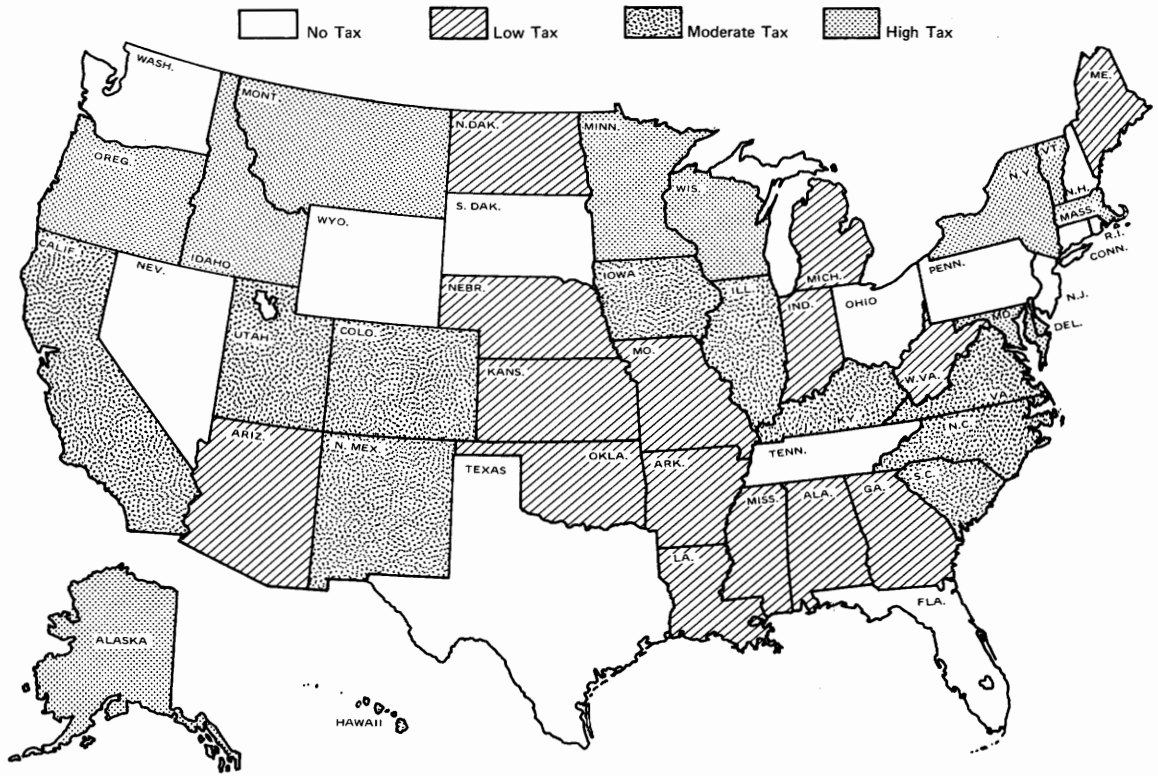 No Tax
Low Tax
Moderate Tax
High Tax
WASH.
MONT.
N.DAK.
MINN.
ME.
OREG.
VT.
N.Y.
WIS.
N.H.
S. DAK.
WYO.
MASS.
R.I.
CALIF.
IDAHO
CONN.
NEV.
IOWA
PENN.
MICH.
NEBR.
ILL.
IND.
OHIO
N.J.
MD.
DEL.
UTAH
COLO.
MO.
KANS.
W.VA.
VA.
KY.
ARIZ.
N. MEX.
N.C.
TENN.
OKLA.
ARK.
TEXAS
S.C.
MISS.
ALA.
GA.
LA.
FLA.
ALASKA
HAWAII